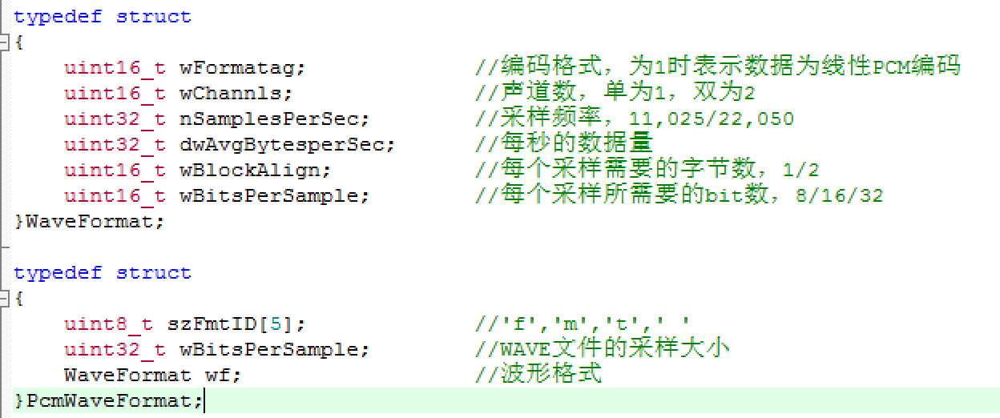 typedef struct
{
uint16_t wFormatag; //编码格式，为1时表示数据为线性PCM编码
uint16_t wChannls; //声道数，单为1，双为2
uint32_t nSamplesPerSec; //采样频率，11,025/22,050
uint32_t dwAvgBytesperSec; //每秒的数据量
uint16_t wBlockAlign; //每个采样需要的字节数，1/2
uint16_t wBitsPerSample; //每个采样所需要的bit数，8/16/32
}WaveFormat;
typedef struct
{
uint8_t szFmtID[5]; //'f','m','t',' '
uint32_t wBitsPerSample; //WAVE文件的采样大小
WaveFormat wf; //波形格式
}PcmWaveFormat;